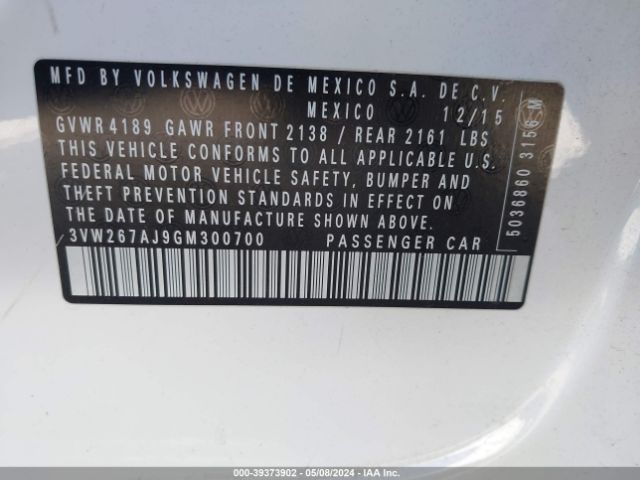 MFD BY VOLKSWAGEN DE MEXICO S.A. DE C.V.
MEXICO 12/15
GVWR 4189 GAWR FRONT 2138 / REAR 2161 LBS
THIS VEHICLE CONFORMS TO ALL APPLICABLE U.S.
FEDERAL MOTOR VEHICLE SAFETY, BUMPER AND
THEFT PREVENTION STANDARDS IN EFFECT ON
THE DATE OF MANUFACTURE SHOWN ABOVE.
3VW267AJ9GM300700 PASSENGER CAR
5036860 3156 M
000-39373902 - 05/08/2024 - IAAI.CA